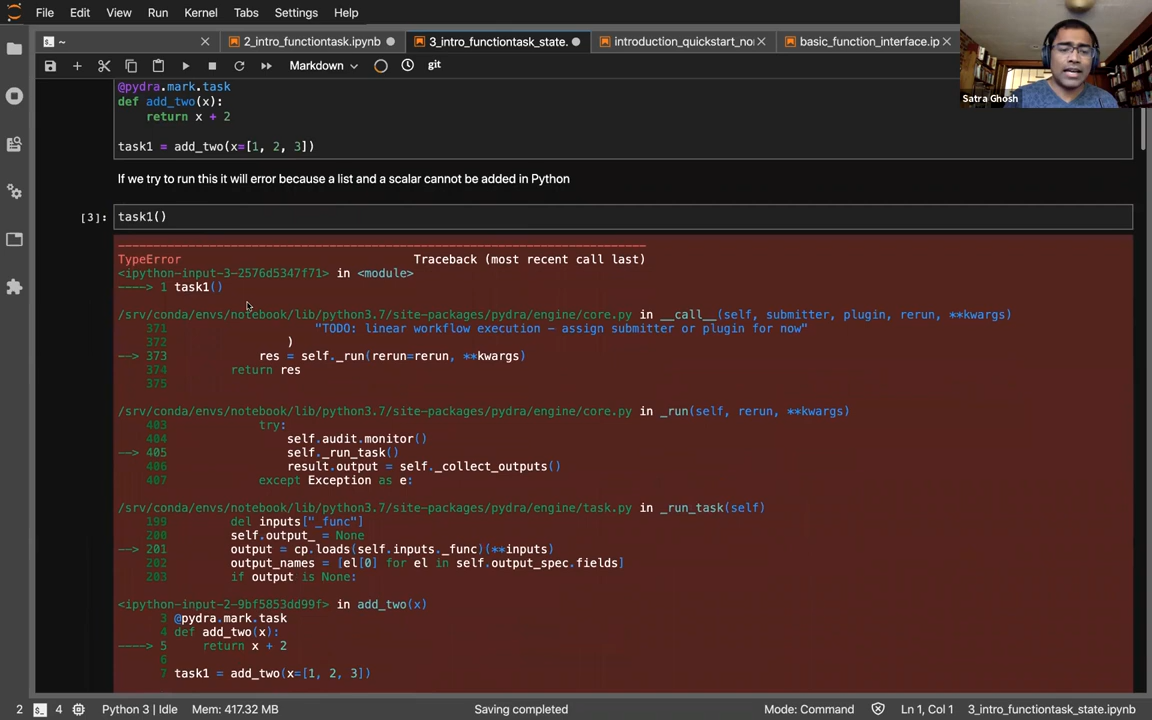 File Edit View Run Kernel Tabs Settings Help
~ 2_intro_functiontask.ipynb 3_intro_functiontask_state. introduction_quickstart_no basic_function_interface.ip
Markdown git
Satra Ghosh
@pydra.mark.task
def add_two(x):
    return x + 2
task1 = add_two(x=[1, 2, 3])
If we try to run this it will error because a list and a scalar cannot be added in Python
[3]: task1()
TypeError Traceback (most recent call last)
<ipython-input-3-2576d5347f71> in <module>
----> 1 task1()
/srv/conda/envs/notebook/lib/python3.7/site-packages/pydra/engine/core.py in __call__(self, submitter, plugin, rerun, **kwargs)
371 "TODO: linear workflow execution - assign submitter or plugin for now"
372 )
--> 373 res = self._run(rerun=rerun, **kwargs)
374 return res
375
/srv/conda/envs/notebook/lib/python3.7/site-packages/pydra/engine/core.py in _run(self, rerun, **kwargs)
403 try:
404 self.audit.monitor()
--> 405 self._run_task()
406 result.output = self._collect_outputs()
407 except Exception as e:
/srv/conda/envs/notebook/lib/python3.7/site-packages/pydra/engine/task.py in _run_task(self)
199 del inputs["_func"]
200 self.output_ = None
--> 201 output = cp.loads(self.inputs._func)(**inputs)
202 output_names = [el[0] for el in self.output_spec.fields]
203 if output is None:
<ipython-input-2-9bf5853dd99f> in add_two(x)
3 @pydra.mark.task
4 def add_two(x):
----> 5 return x + 2
6
7 task1 = add_two(x=[1, 2, 3])
2 4 Python 3 | Idle Mem: 417.32 MB Saving completed Mode: Command Ln 1, Col 1 3_intro_functiontask_state.ipynb